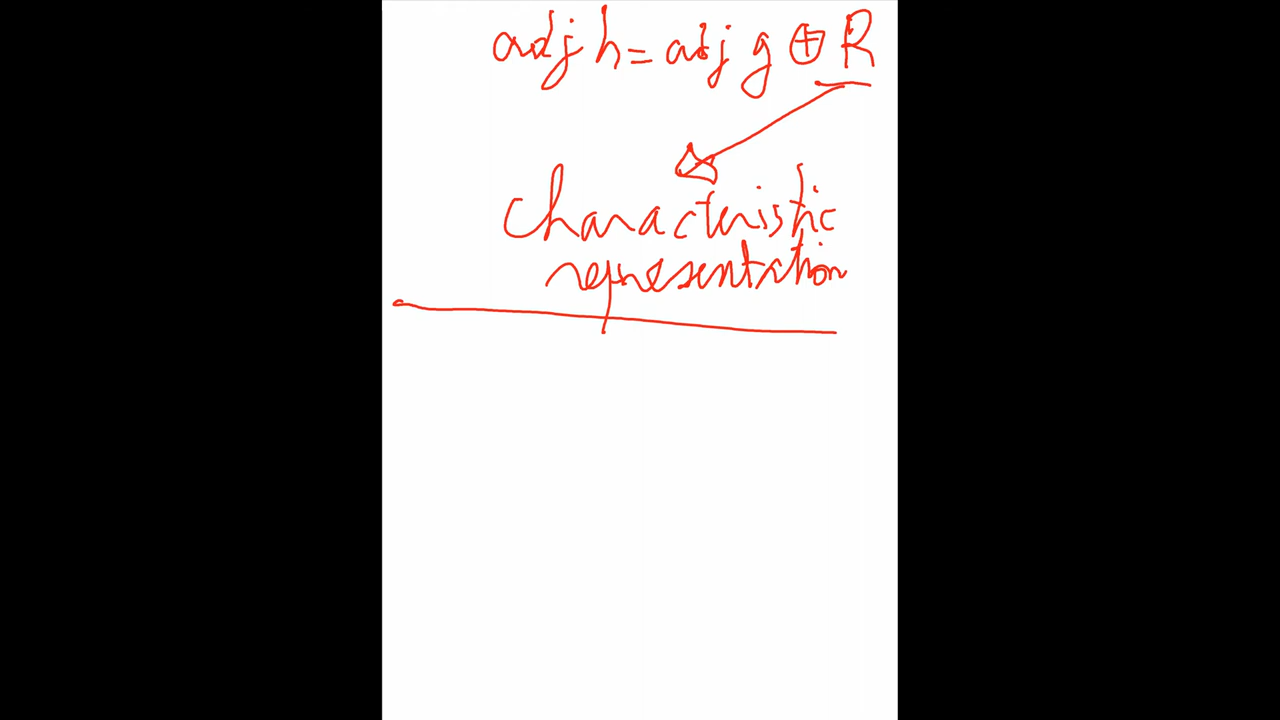 adj h = adj g ⊕ R
characteristic
representation